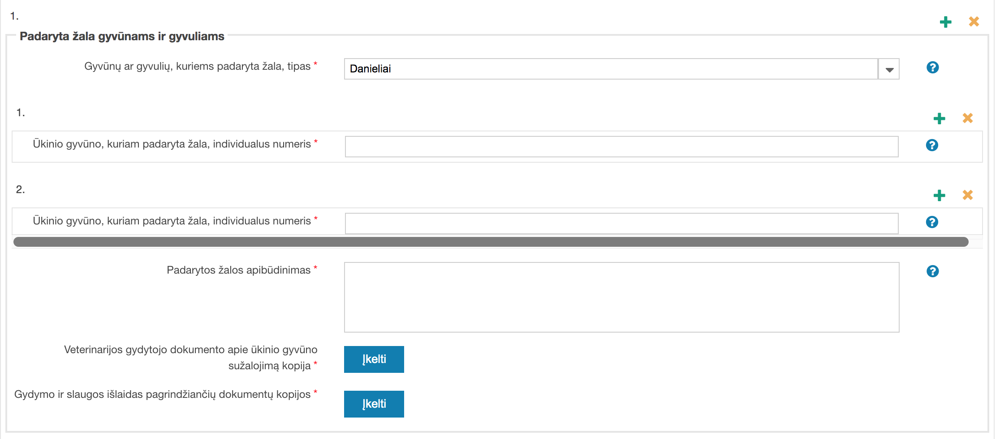 1.
Padaryta žala gyvūnams ir gyvuliams
Gyvūnų ar gyvulių, kuriems padaryta žala, tipas *
Danieliai
?
1.
Ūkinio gyvūno, kuriam padaryta žala, individualus numeris *
?
2.
Ūkinio gyvūno, kuriam padaryta žala, individualus numeris *
?
Padarytos žalos apibūdinimas *
?
Veterinarijos gydytojo dokumento apie ūkinio gyvūno
sužalojimą kopija *
Įkelti
Gydymo ir slaugos išlaidas pagrindžiančių dokumentų kopijos *
Įkelti